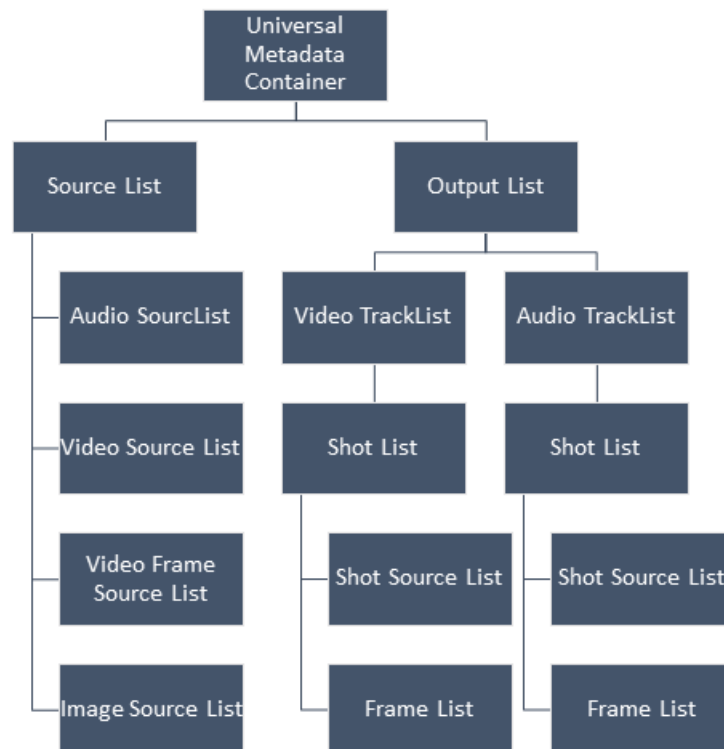 Universal
Metadata
Container
Source List
Output List
Audio SourcList
Video TrackList
Audio TrackList
Video Source List
Shot List
Shot List
Video Frame
Source List
Shot Source List
Shot Source List
Image Source List
Frame List
Frame List